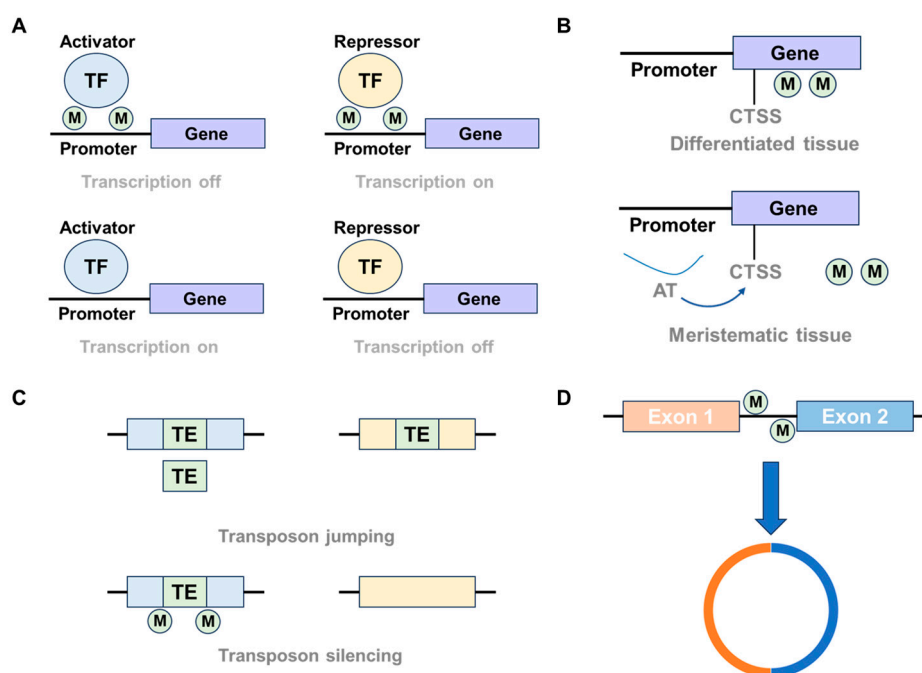 A
Activator
TF
M M
Gene
Promoter
Transcription off
Repressor
TF
M M
Gene
Promoter
Transcription on
Activator
TF
Gene
Promoter
Transcription on
Repressor
TF
Gene
Promoter
Transcription off
B
Gene
Promoter
M M
CTSS
Differentiated tissue
Gene
Promoter
CTSS
M M
AT
Meristematic tissue
C
TE
TE
TE
Transposon jumping
TE
M M
Transposon silencing
D
Exon 1
M
M
Exon 2